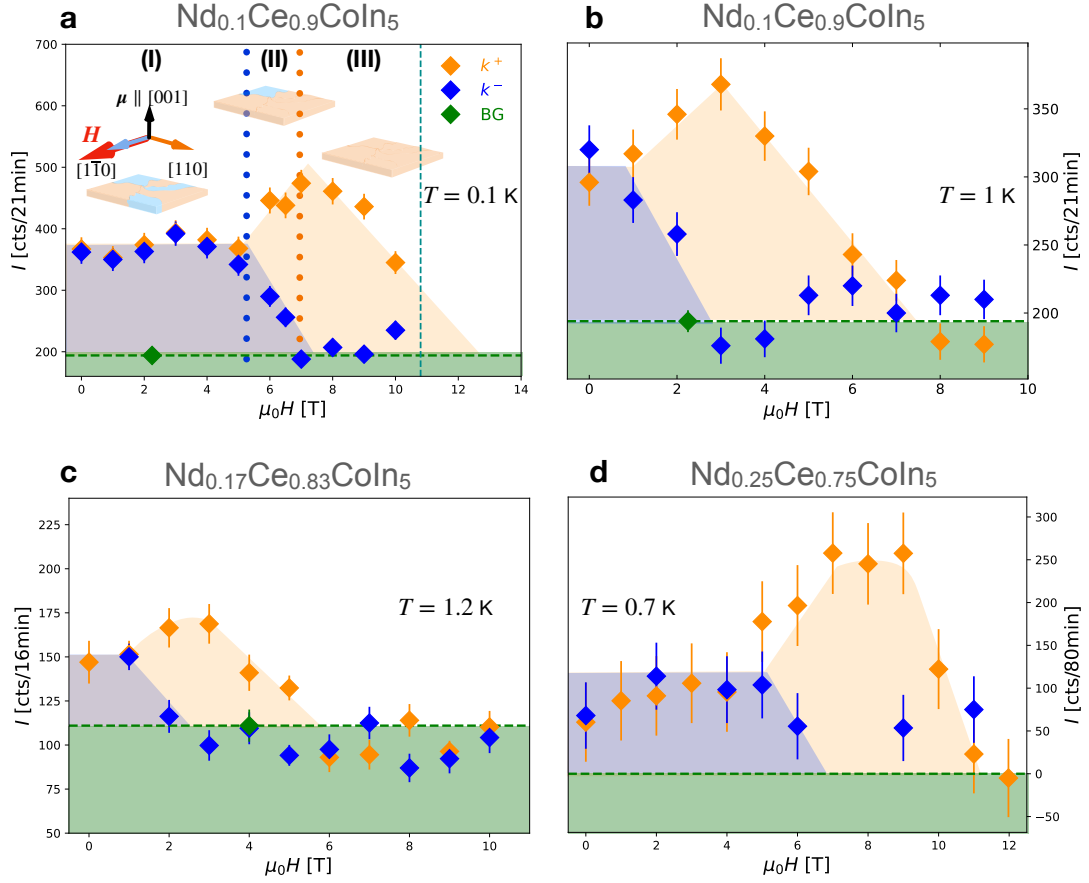 a
Nd0.1Ce0.9CoIn5
(I)
(II)
(III)
k+
k−
BG
μ ∥ [001]
H
[11̄0]
[110]
T = 0.1 K
I [cts/21min]
700
600
500
400
300
200
0
2
4
6
8
10
12
14
μ0H [T]
b
Nd0.1Ce0.9CoIn5
T = 1 K
350
300
250
200
I [cts/21min]
0
2
4
6
8
10
μ0H [T]
c
Nd0.17Ce0.83CoIn5
T = 1.2 K
I [cts/16min]
225
200
175
150
125
100
75
50
0
2
4
6
8
10
μ0H [T]
d
Nd0.25Ce0.75CoIn5
T = 0.7 K
300
250
200
150
100
50
0
−50
I [cts/80min]
0
2
4
6
8
10
12
μ0H [T]